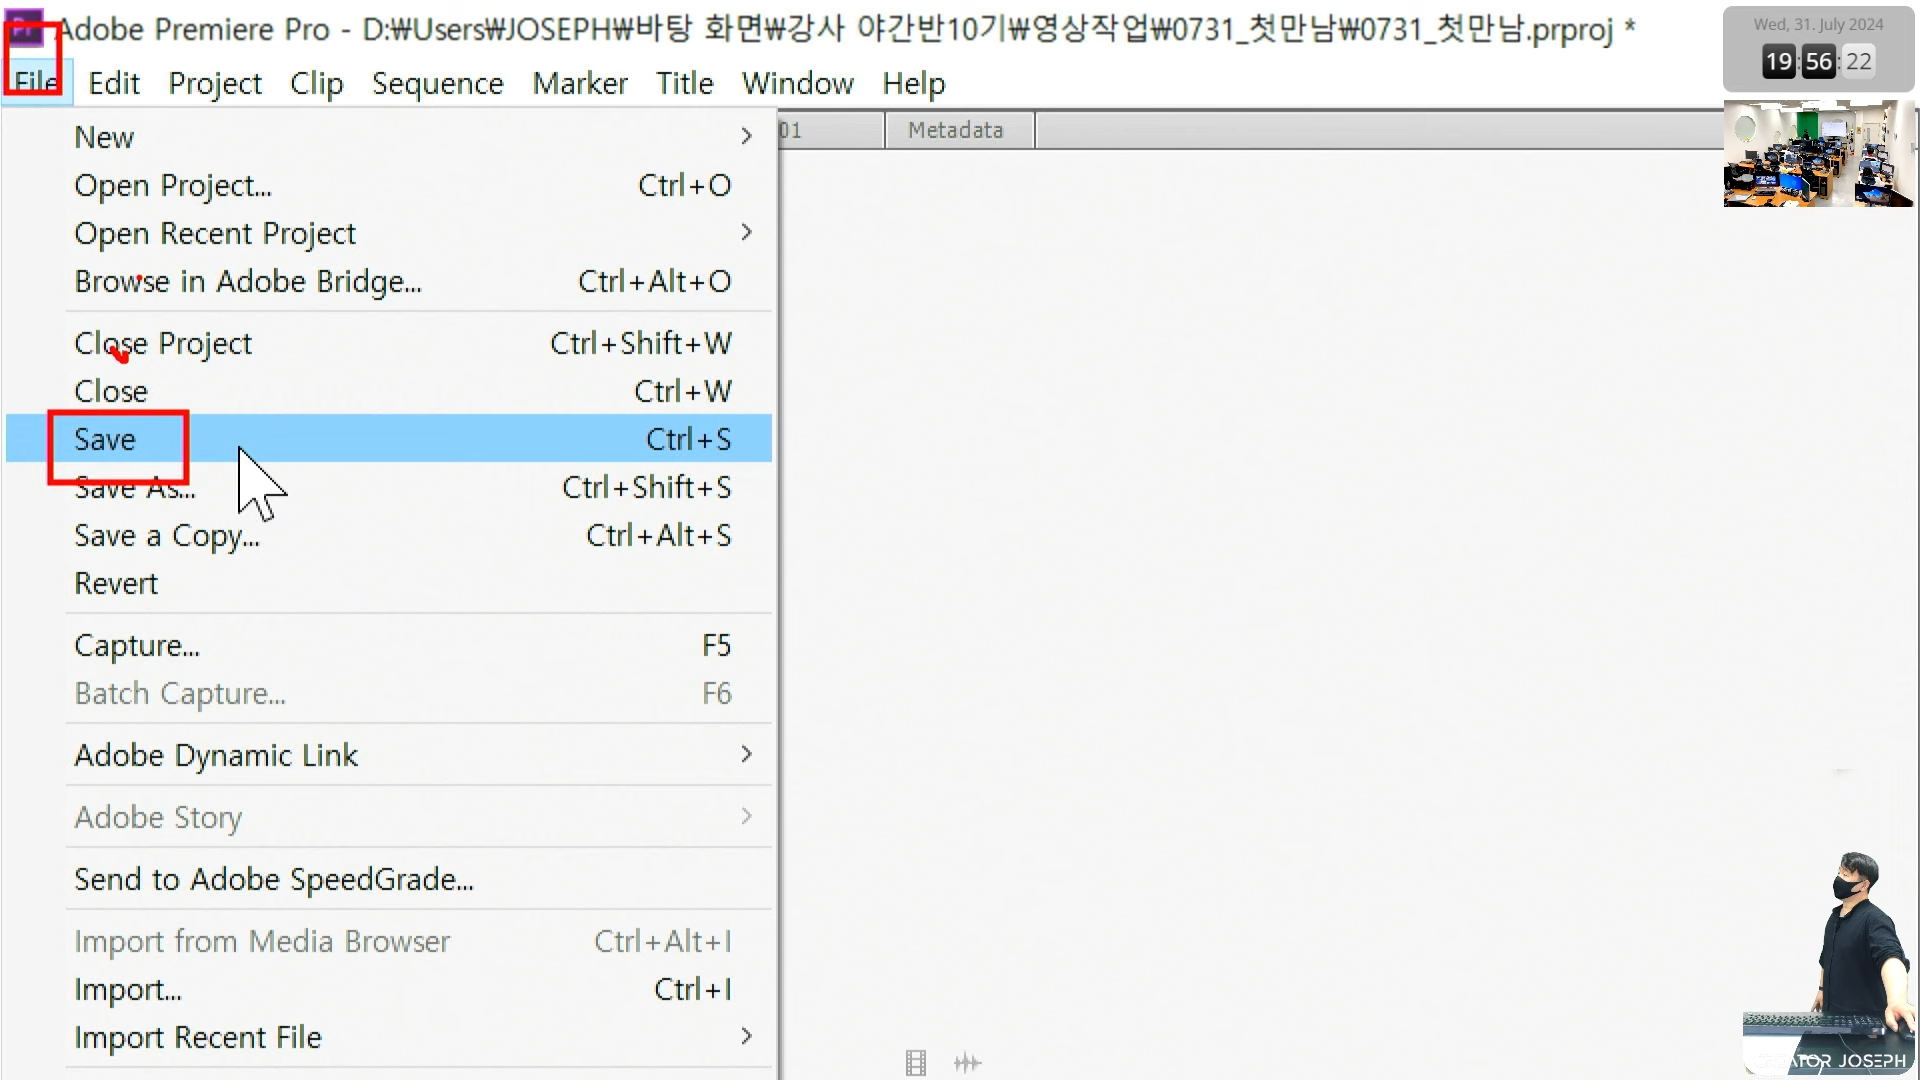 Adobe Premiere Pro - D:₩Users₩JOSEPH₩바탕 화면₩강사 야간반10기₩영상작업₩0731_첫만남₩0731_첫만남.prproj *
File Edit Project Clip Sequence Marker Title Window Help
Wed, 31. July 2024
19:56:22
01 Metadata
New
Open Project... Ctrl+O
Open Recent Project
Browse in Adobe Bridge... Ctrl+Alt+O
Close Project Ctrl+Shift+W
Close Ctrl+W
Save Ctrl+S
Save As... Ctrl+Shift+S
Save a Copy... Ctrl+Alt+S
Revert
Capture... F5
Batch Capture... F6
Adobe Dynamic Link
Adobe Story
Send to Adobe SpeedGrade...
Import from Media Browser Ctrl+Alt+I
Import... Ctrl+I
Import Recent File
JOSEPH